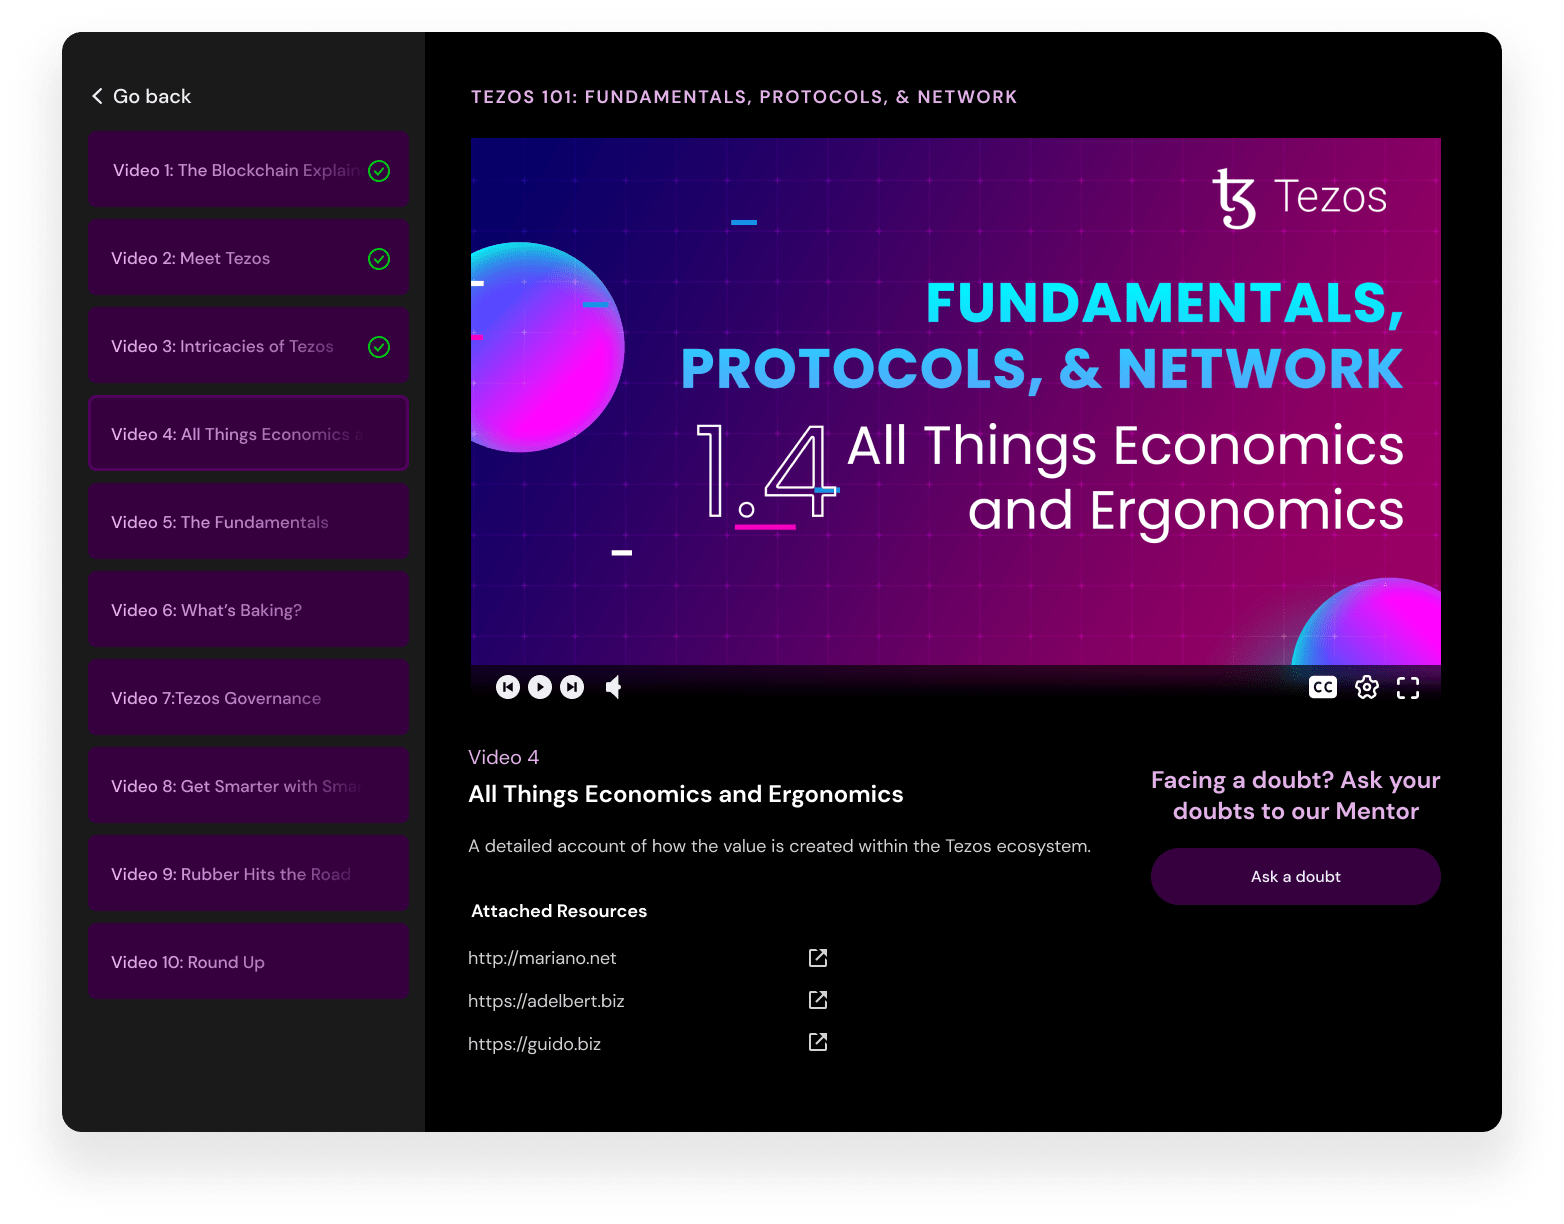 Go back
Video 1: The Blockchain Explain
Video 2: Meet Tezos
Video 3: Intricacies of Tezos
Video 4: All Things Economics a
Video 5: The Fundamentals
Video 6: What's Baking?
Video 7:Tezos Governance
Video 8: Get Smarter with Smar
Video 9: Rubber Hits the Road
Video 10: Round Up
TEZOS 101: FUNDAMENTALS, PROTOCOLS, & NETWORK
Tezos
FUNDAMENTALS,
PROTOCOLS, & NETWORK
1.4 All Things Economics
and Ergonomics
CC
Video 4
All Things Economics and Ergonomics
A detailed account of how the value is created within the Tezos ecosystem.
Attached Resources
http://mariano.net
https://adelbert.biz
https://guido.biz
Facing a doubt? Ask your
doubts to our Mentor
Ask a doubt